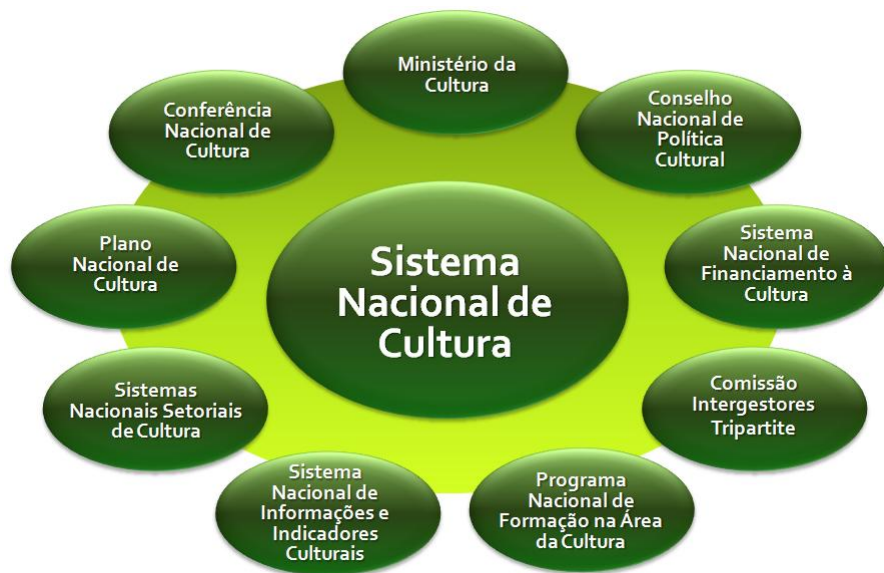 Ministério da
Cultura
Conselho
Nacional de
Política
Cultural
Sistema
Nacional de
Financiamento à
Cultura
Comissão
Intergestores
Tripartite
Programa
Nacional de
Formação na Área
da Cultura
Sistema
Nacional de
Informações e
Indicadores
Culturais
Sistemas
Nacionais Setoriais
de Cultura
Plano
Nacional de
Cultura
Conferência
Nacional de
Cultura
Sistema
Nacional de
Cultura